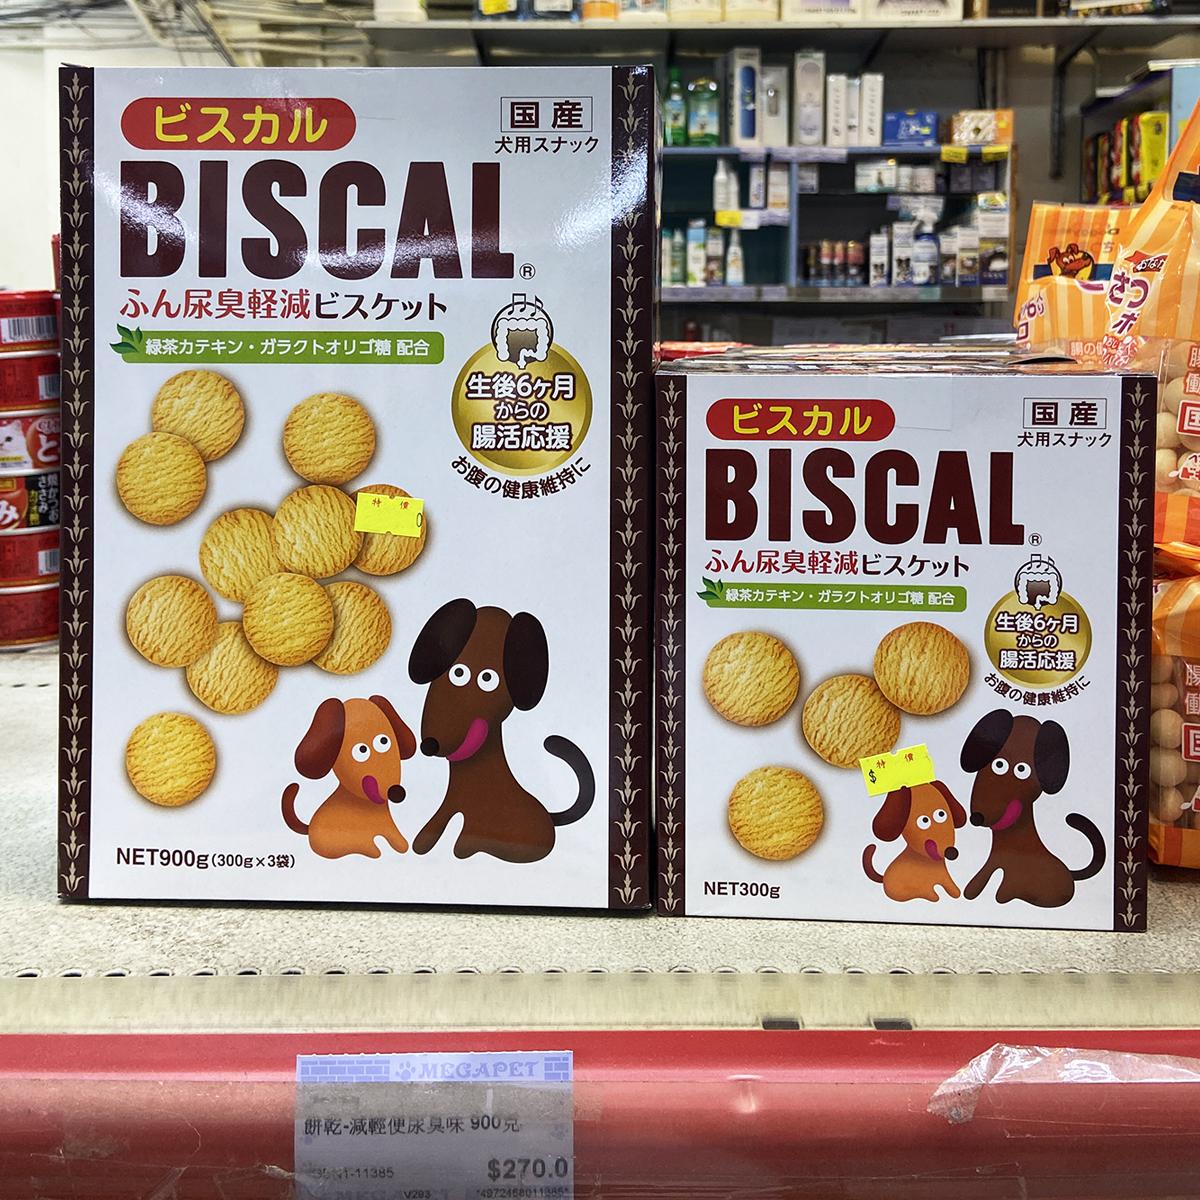 ビスカル
国産
犬用スナック
BISCAL®
ふん尿臭軽減ビスケット
緑茶カテキン・ガラクトオリゴ糖 配合
生後6ヶ月
からの
腸活応援
お腹の健康維持に
特 價
NET900g(300g×3袋)
ビスカル
国産
犬用スナック
BISCAL®
ふん尿臭軽減ビスケット
緑茶カテキン・ガラクトオリゴ糖 配合
生後6ヶ月
からの
腸活応援
お腹の健康維持に
特 價
$
NET300g
MEGAPET
餅乾-減輕便尿臭味 900克
$270.0